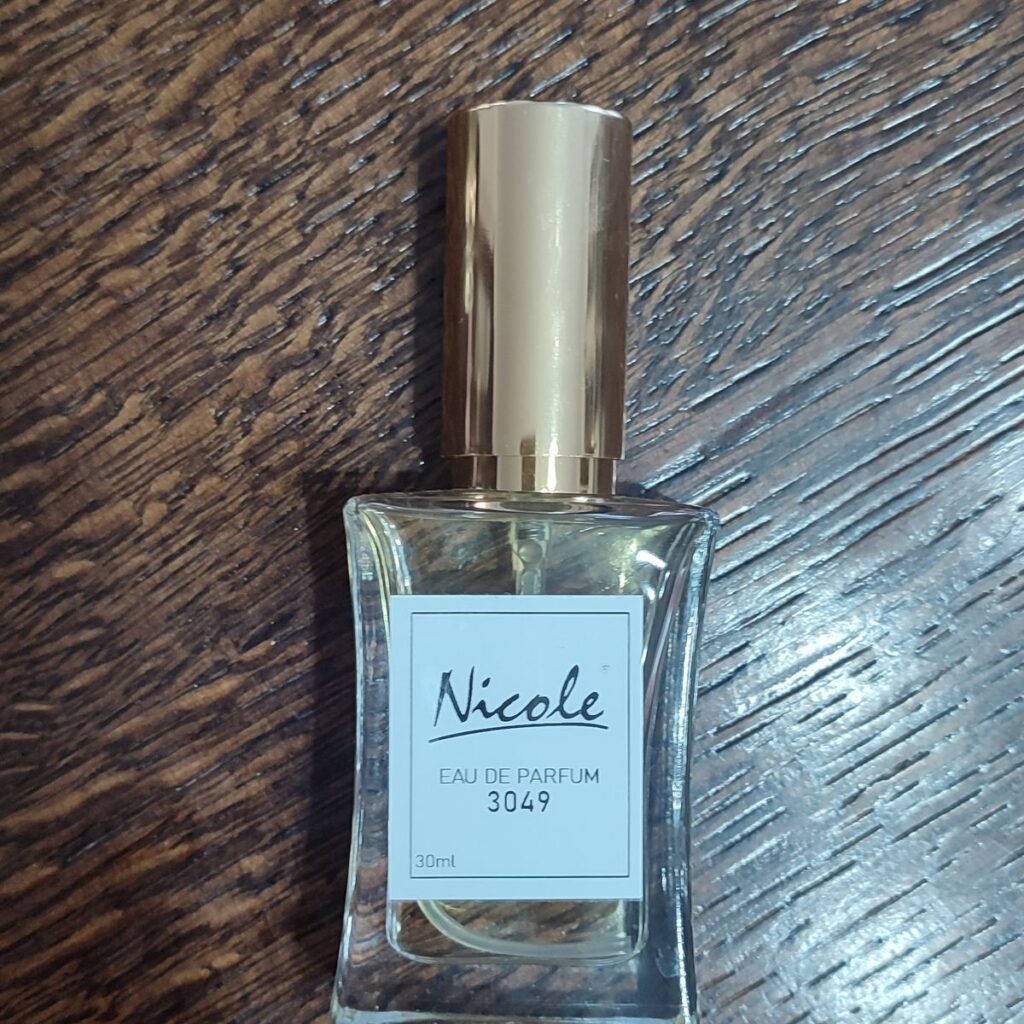 Nicole
EAU DE PARFUM
3049
30ml